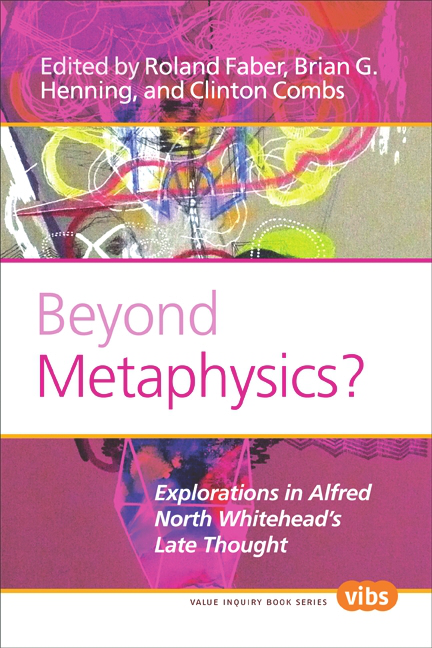 Edited by Roland Faber, Brian G.
Henning, and Clinton Combs
Beyond
Metaphysics?
Explorations in Alfred
North Whitehead's
Late Thought
VALUE INQUIRY BOOK SERIES
vibs